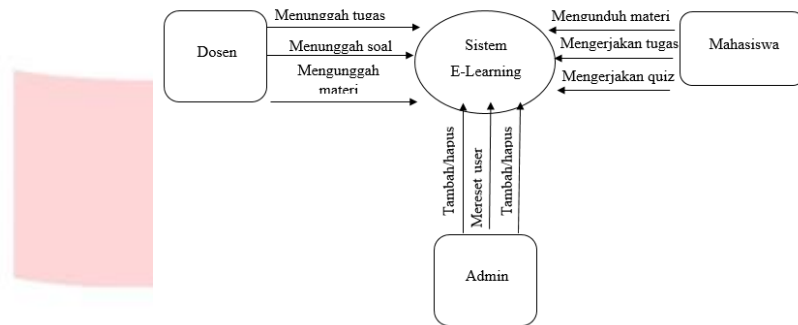 Menunggah tugas
Menunggah soal
Mengunggah
materi
Dosen
Sistem
E-Learning
Mengunduh materi
Mengerjakan tugas
Mengerjakan quiz
Mahasiswa
Tambah/hapus
Mereset user
Tambah/hapus
Admin